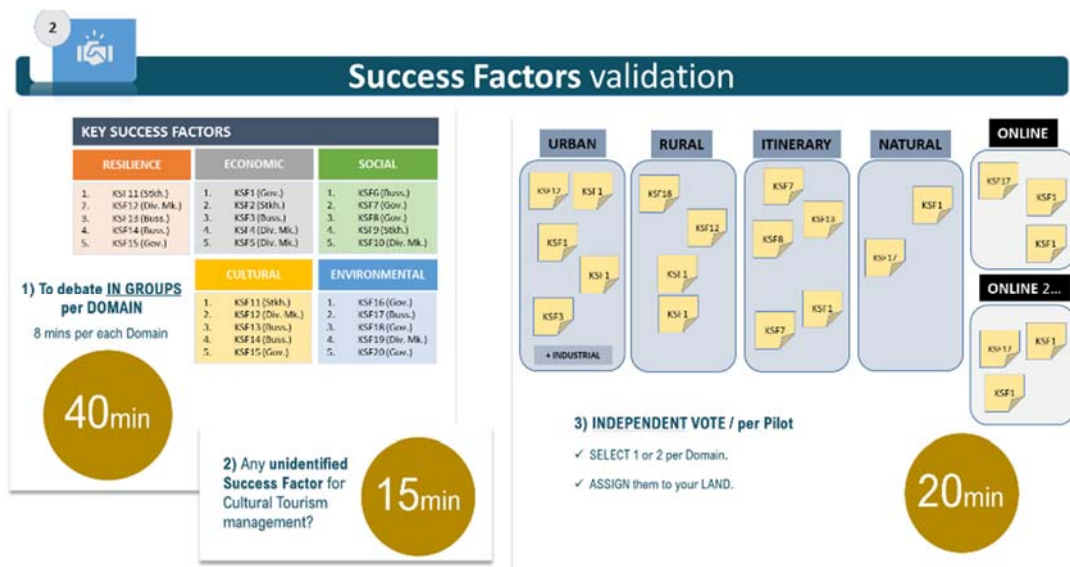 2
Success Factors validation
KEY SUCCESS FACTORS
RESILIENCE
1. KSF11 (Stkh.)
2. KSF12 (Div. Mk.)
3. KSF13 (Buss.)
4. KSF14 (Buss.)
5. KSF15 (Gov.)
ECONOMIC
1. KSF1 (Gov.)
2. KSF2 (Stkh.)
3. KSF3 (Buss.)
4. KSF4 (Div. Mk.)
5. KSF5 (Div. Mk.)
SOCIAL
1. KSF6 (Buss.)
2. KSF7 (Gov.)
3. KSF8 (Gov.)
4. KSF9 (Stkh.)
5. KSF10 (Div. Mk.)
CULTURAL
1. KSF11 (Stkh.)
2. KSF12 (Div. Mk.)
3. KSF13 (Buss.)
4. KSF14 (Buss.)
5. KSF15 (Gov.)
ENVIRONMENTAL
1. KSF16 (Gov.)
2. KSF17 (Buss.)
3. KSF18 (Gov.)
4. KSF19 (Div. Mk.)
5. KSF20 (Gov.)
1) To debate IN GROUPS
per DOMAIN
8 mins per each Domain
40min
2) Any unidentified
Success Factor for
Cultural Tourism
management?
15min
URBAN
KSF12 KSF1
KSF1
KSF1
KSF3
+ INDUSTRIAL
RURAL
KSF18
KSF12
KSF1
KSF1
ITINERARY
KSF7
KSF13
KSF8
KSF1
KSF7
NATURAL
KSF1
KSF17
ONLINE
KSF17
KSF1
KSF1
ONLINE 2...
KSF17 KSF1
KSF1
3) INDEPENDENT VOTE / per Pilot
✓ SELECT 1 or 2 per Domain.
✓ ASSIGN them to your LAND.
20min